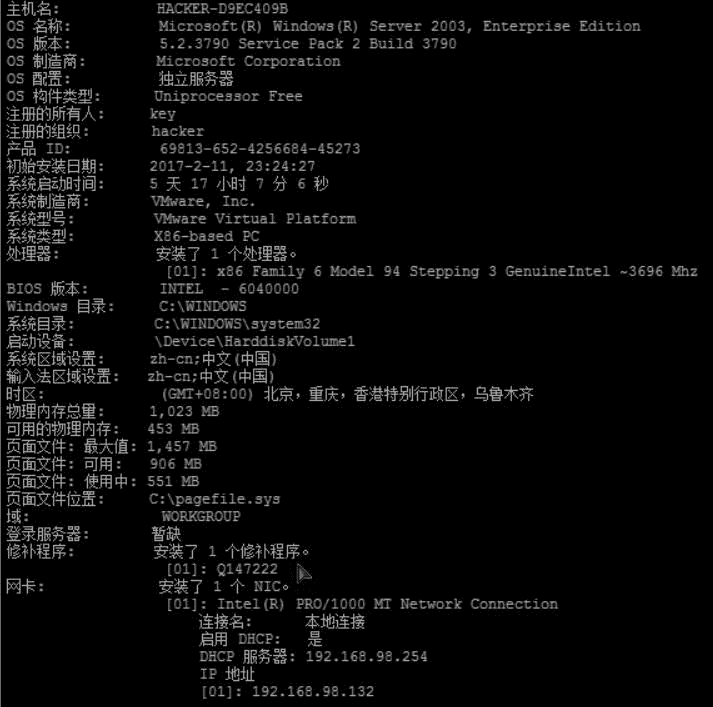 主机名: HACKER-D9EC409B
OS 名称: Microsoft(R) Windows(R) Server 2003, Enterprise Edition
OS 版本: 5.2.3790 Service Pack 2 Build 3790
OS 制造商: Microsoft Corporation
OS 配置: 独立服务器
OS 构件类型: Uniprocessor Free
注册的所有人: key
注册的组织: hacker
产品 ID: 69813-652-4256684-45273
初始安装日期: 2017-2-11, 23:24:27
系统启动时间: 5 天 17 小时 7 分 6 秒
系统制造商: VMware, Inc.
系统型号: VMware Virtual Platform
系统类型: X86-based PC
处理器: 安装了 1 个处理器。
[01]: x86 Family 6 Model 94 Stepping 3 GenuineIntel ~3696 Mhz
BIOS 版本: INTEL - 6040000
Windows 目录: C:\WINDOWS
系统目录: C:\WINDOWS\system32
启动设备: \Device\HarddiskVolume1
系统区域设置: zh-cn;中文(中国)
输入法区域设置: zh-cn;中文(中国)
时区: (GMT+08:00) 北京，重庆，香港特别行政区，乌鲁木齐
物理内存总量: 1,023 MB
可用的物理内存: 453 MB
页面文件: 最大值: 1,457 MB
页面文件: 可用: 906 MB
页面文件: 使用中: 551 MB
页面文件位置: C:\pagefile.sys
域: WORKGROUP
登录服务器: 暂缺
修补程序: 安装了 1 个修补程序。
[01]: Q147222
网卡: 安装了 1 个 NIC。
[01]: Intel(R) PRO/1000 MT Network Connection
连接名: 本地连接
启用 DHCP: 是
DHCP 服务器: 192.168.98.254
IP 地址
[01]: 192.168.98.132